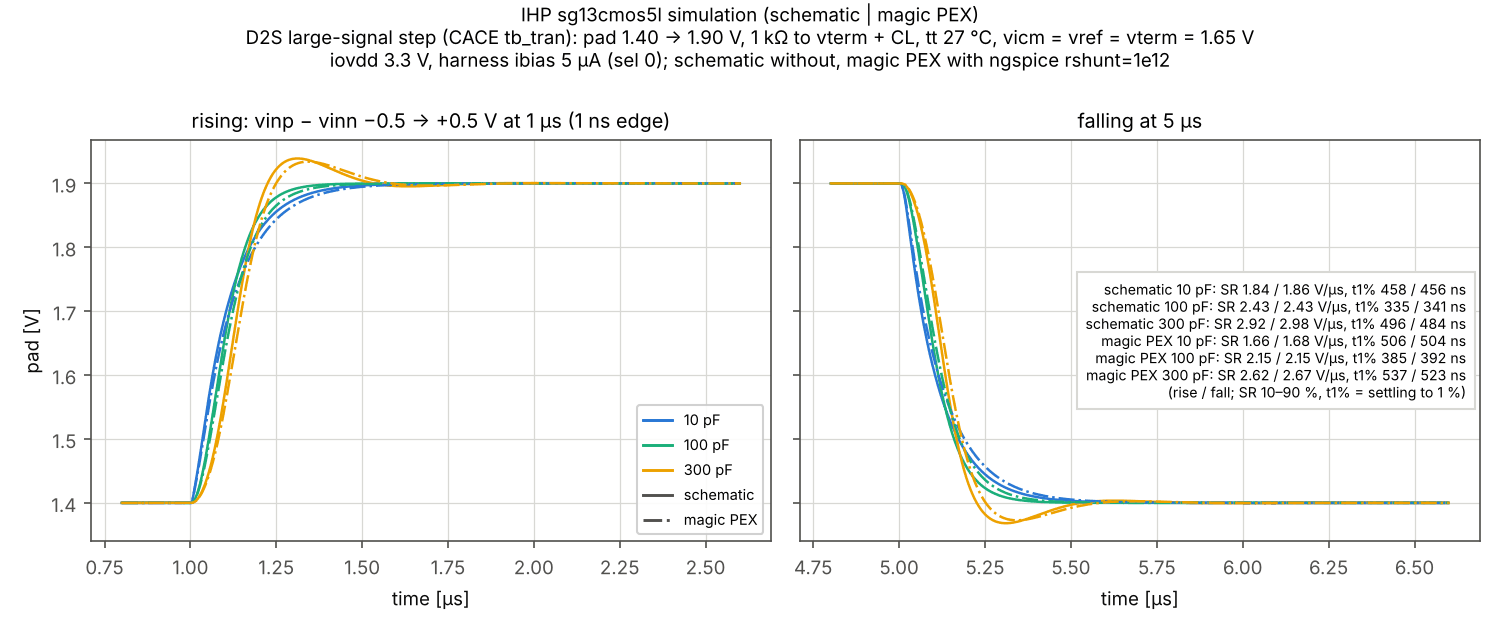 IHP sg13cmos5l simulation (schematic | magic PEX)
D2S large-signal step (CACE tb_tran): pad 1.40 → 1.90 V, 1 kΩ to vterm + CL, tt 27 °C, vicm = vref = vterm = 1.65 V
iovdd 3.3 V, harness ibias 5 µA (sel 0); schematic without, magic PEX with ngspice rshunt=1e12
rising: vinp − vinn −0.5 → +0.5 V at 1 µs (1 ns edge)
pad [V]
1.9
1.8
1.7
1.6
1.5
1.4
10 pF
100 pF
300 pF
schematic
magic PEX
0.75 1.00 1.25 1.50 1.75 2.00 2.25 2.50
time [µs]
falling at 5 µs
schematic 10 pF: SR 1.84 / 1.86 V/µs, t1% 458 / 456 ns
schematic 100 pF: SR 2.43 / 2.43 V/µs, t1% 335 / 341 ns
schematic 300 pF: SR 2.92 / 2.98 V/µs, t1% 496 / 484 ns
magic PEX 10 pF: SR 1.66 / 1.68 V/µs, t1% 506 / 504 ns
magic PEX 100 pF: SR 2.15 / 2.15 V/µs, t1% 385 / 392 ns
magic PEX 300 pF: SR 2.62 / 2.67 V/µs, t1% 537 / 523 ns
(rise / fall; SR 10–90 %, t1% = settling to 1 %)
4.75 5.00 5.25 5.50 5.75 6.00 6.25 6.50
time [µs]